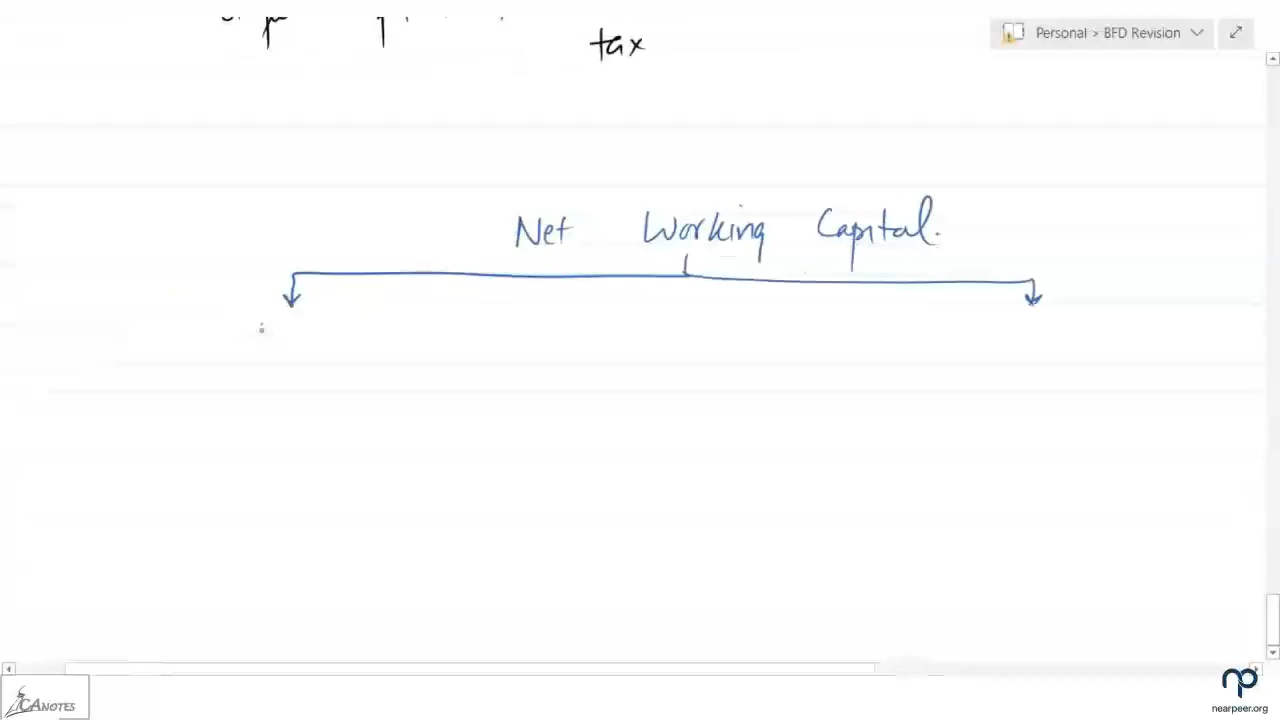 tax
Personal > BFD Revision
Net Working Capital.
CANOTES
np
nearpeer.org